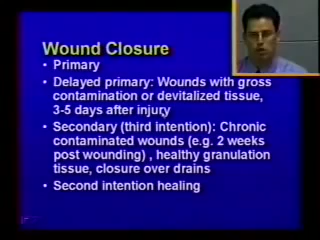 Wound Closure
• Primary
• Delayed primary: Wounds with gross
contamination or devitalized tissue,
3-5 days after injury
• Secondary (third intention): Chronic
contaminated wounds (e.g. 2 weeks
post wounding) , healthy granulation
tissue, closure over drains
• Second intention healing